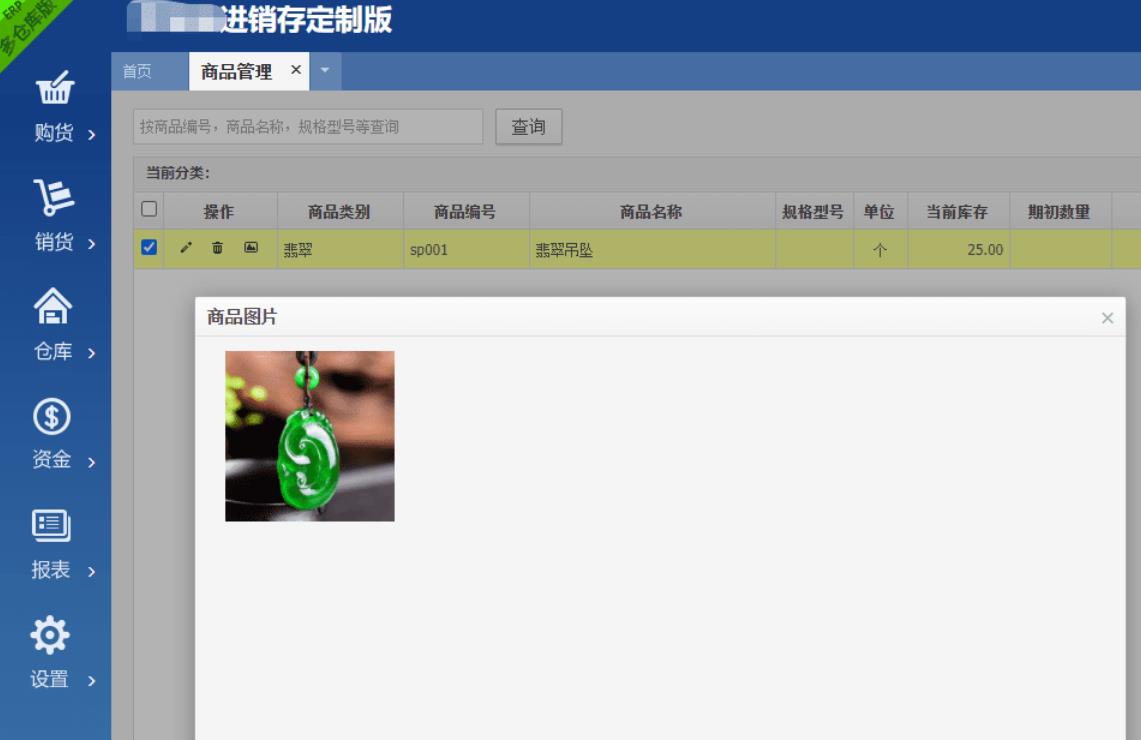 ERP
多仓库版
进销存定制版
首页
商品管理 ×
按商品编号，商品名称，规格型号等查询
查询
当前分类:
操作 商品类别 商品编号 商品名称 规格型号 单位 当前库存 期初数量
翡翠 sp001 翡翠吊坠 个 25.00
商品图片 ×
购货
销货
仓库
资金
报表
设置